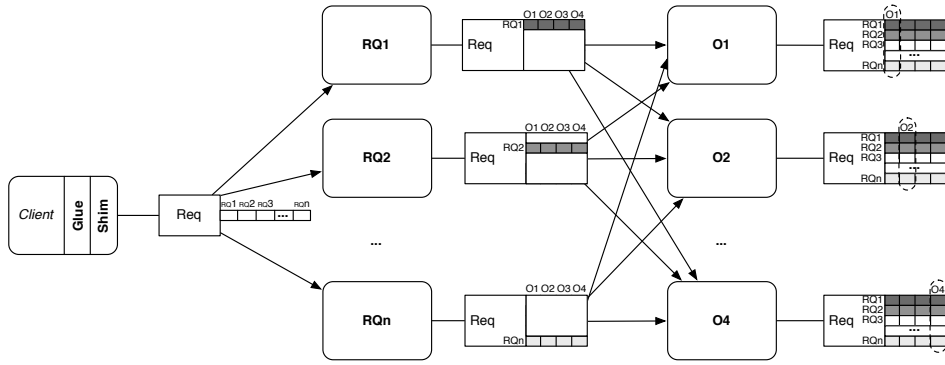 Client Glue Shim
Req
RQ1 RQ2 RQ3 ... RQn
RQ1
RQ2
...
RQn
O1 O2 O3 O4
RQ1
Req
O1 O2 O3 O4
RQ2
Req
O1 O2 O3 O4
Req
RQn
O1
O2
...
O4
O1
RQ1
RQ2
Req RQ3
...
RQn
O2
RQ1
RQ2
Req RQ3
...
RQn
O4
RQ1
RQ2
Req RQ3
...
RQn